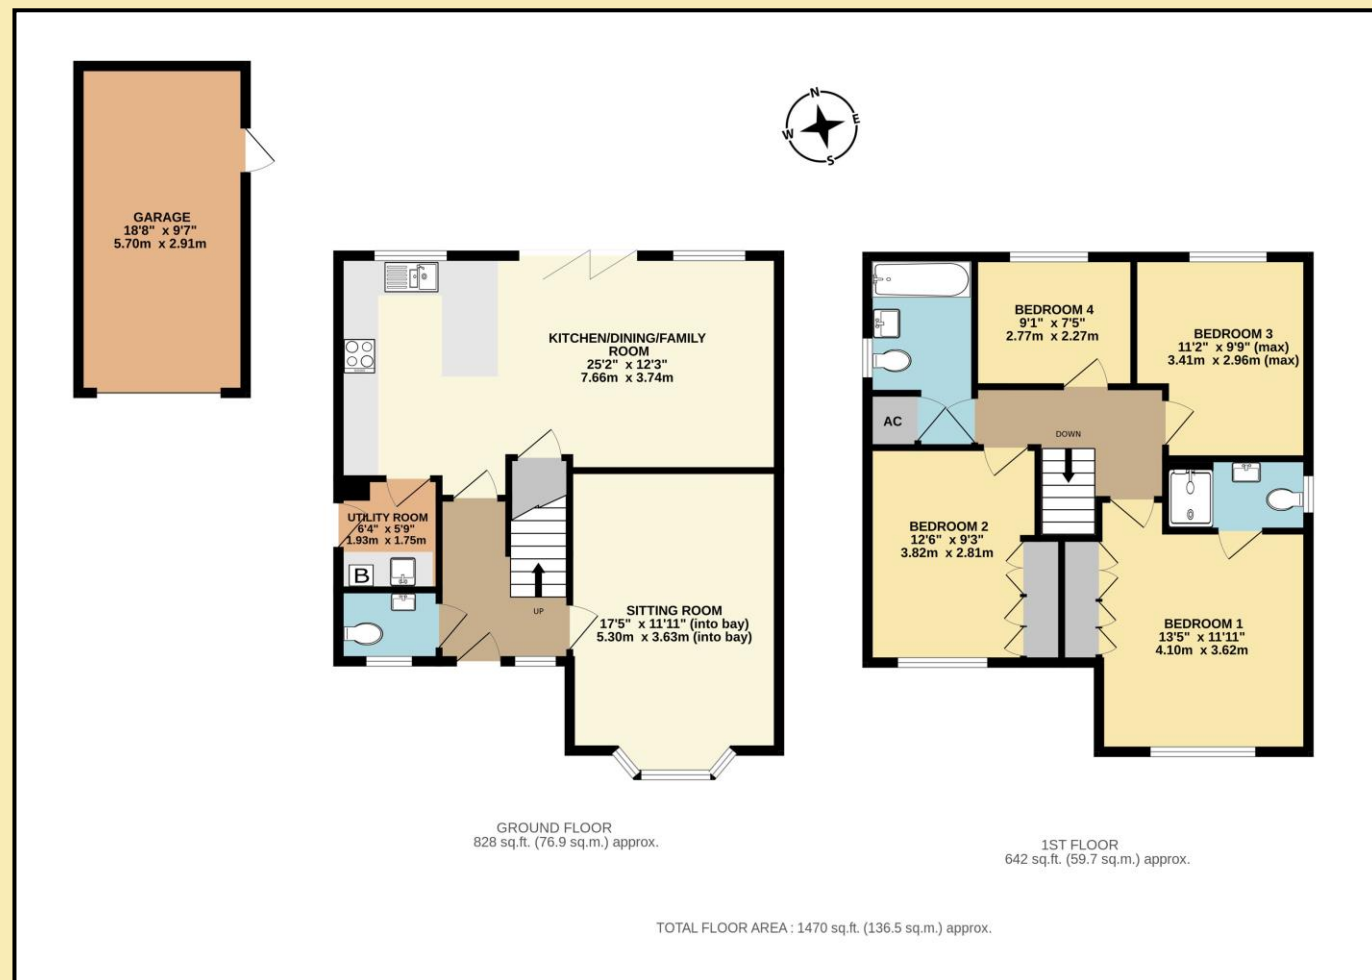 N
W E
S
GARAGE
18'8" x 9'7"
5.70m x 2.91m
KITCHEN/DINING/FAMILY
ROOM
25'2" x 12'3"
7.66m x 3.74m
UTILITY ROOM
6'4" x 5'9"
1.93m x 1.75m
B
UP
SITTING ROOM
17'5" x 11'11" (into bay)
5.30m x 3.63m (into bay)
GROUND FLOOR
828 sq.ft. (76.9 sq.m.) approx.
BEDROOM 4
9'1" x 7'5"
2.77m x 2.27m
BEDROOM 3
11'2" x 9'9" (max)
3.41m x 2.96m (max)
AC
DOWN
BEDROOM 2
12'6" x 9'3"
3.82m x 2.81m
BEDROOM 1
13'5" x 11'11"
4.10m x 3.62m
1ST FLOOR
642 sq.ft. (59.7 sq.m.) approx.
TOTAL FLOOR AREA : 1470 sq.ft. (136.5 sq.m.) approx.